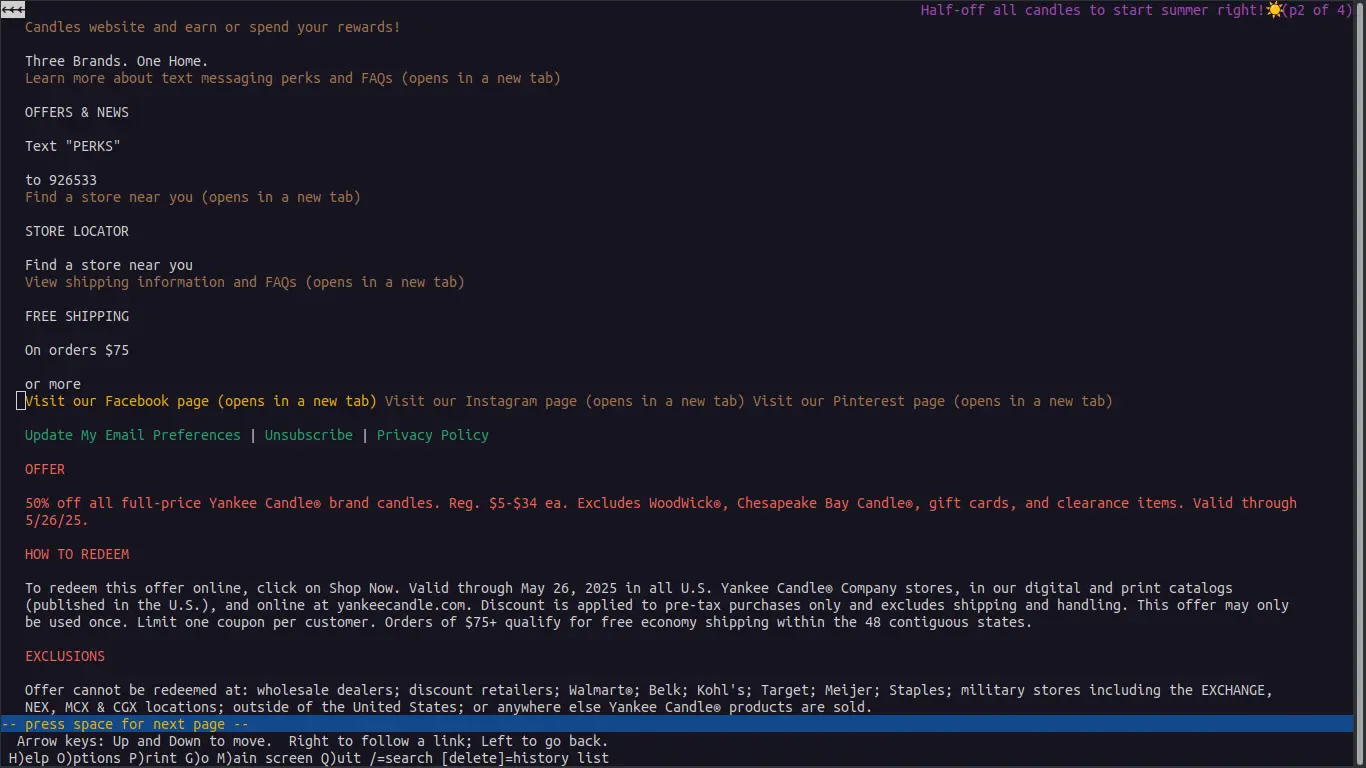 ←←←
Half-off all candles to start summer right!☀️(p2 of 4)
Candles website and earn or spend your rewards!
Three Brands. One Home.
Learn more about text messaging perks and FAQs (opens in a new tab)
OFFERS & NEWS
Text "PERKS"
to 926533
Find a store near you (opens in a new tab)
STORE LOCATOR
Find a store near you
View shipping information and FAQs (opens in a new tab)
FREE SHIPPING
On orders $75
or more
Visit our Facebook page (opens in a new tab) Visit our Instagram page (opens in a new tab) Visit our Pinterest page (opens in a new tab)
Update My Email Preferences | Unsubscribe | Privacy Policy
OFFER
50% off all full-price Yankee Candle® brand candles. Reg. $5-$34 ea. Excludes WoodWick®, Chesapeake Bay Candle®, gift cards, and clearance items. Valid through
5/26/25.
HOW TO REDEEM
To redeem this offer online, click on Shop Now. Valid through May 26, 2025 in all U.S. Yankee Candle® Company stores, in our digital and print catalogs
(published in the U.S.), and online at yankeecandle.com. Discount is applied to pre-tax purchases only and excludes shipping and handling. This offer may only
be used once. Limit one coupon per customer. Orders of $75+ qualify for free economy shipping within the 48 contiguous states.
EXCLUSIONS
Offer cannot be redeemed at: wholesale dealers; discount retailers; Walmart®; Belk; Kohl's; Target; Meijer; Staples; military stores including the EXCHANGE,
NEX, MCX & CGX locations; outside of the United States; or anywhere else Yankee Candle® products are sold.
-- press space for next page --
Arrow keys: Up and Down to move.  Right to follow a link; Left to go back.
H)elp O)ptions P)rint G)o M)ain screen Q)uit /=search [delete]=history list